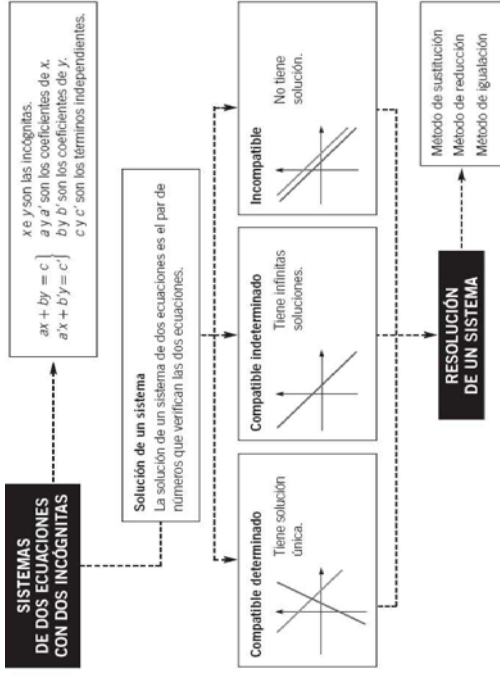 SISTEMAS
DE DOS ECUACIONES
CON DOS INCÓGNITAS
ax + by = c
a'x + b'y = c'
x e y son las incógnitas.
a y a' son los coeficientes de x.
b y b' son los coeficientes de y.
c y c' son los términos independientes.
Solución de un sistema
La solución de un sistema de dos ecuaciones es el par de
números que verifican las dos ecuaciones.
Compatible determinado
Tiene solución
única.
Compatible indeterminado
Tiene infinitas
soluciones.
Incompatible
No tiene
solución.
RESOLUCIÓN
DE UN SISTEMA
Método de sustitución
Método de reducción
Método de igualación